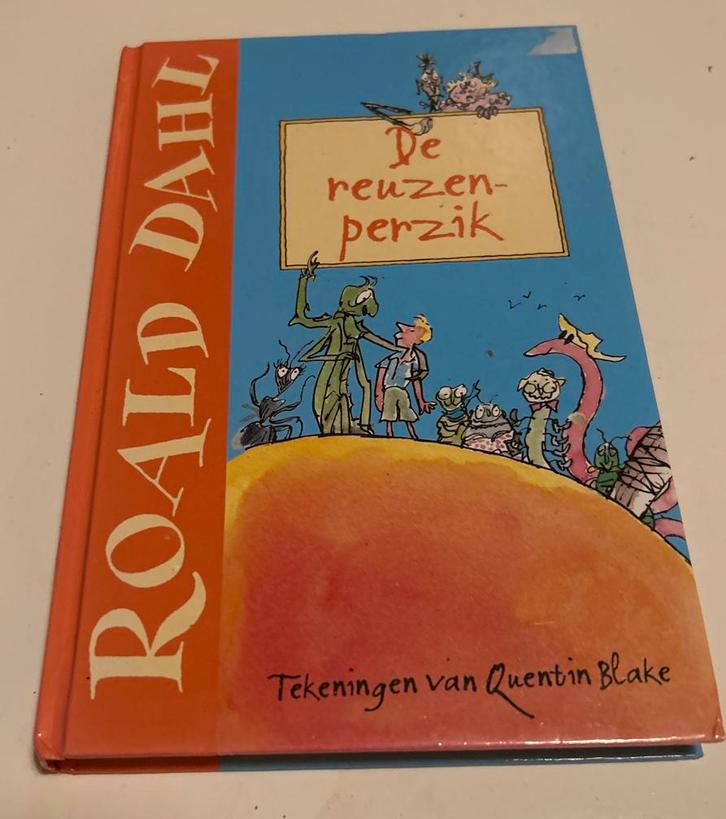 ROALD DAHL
De
reuzen-
perzik
Tekeningen van Quentin Blake